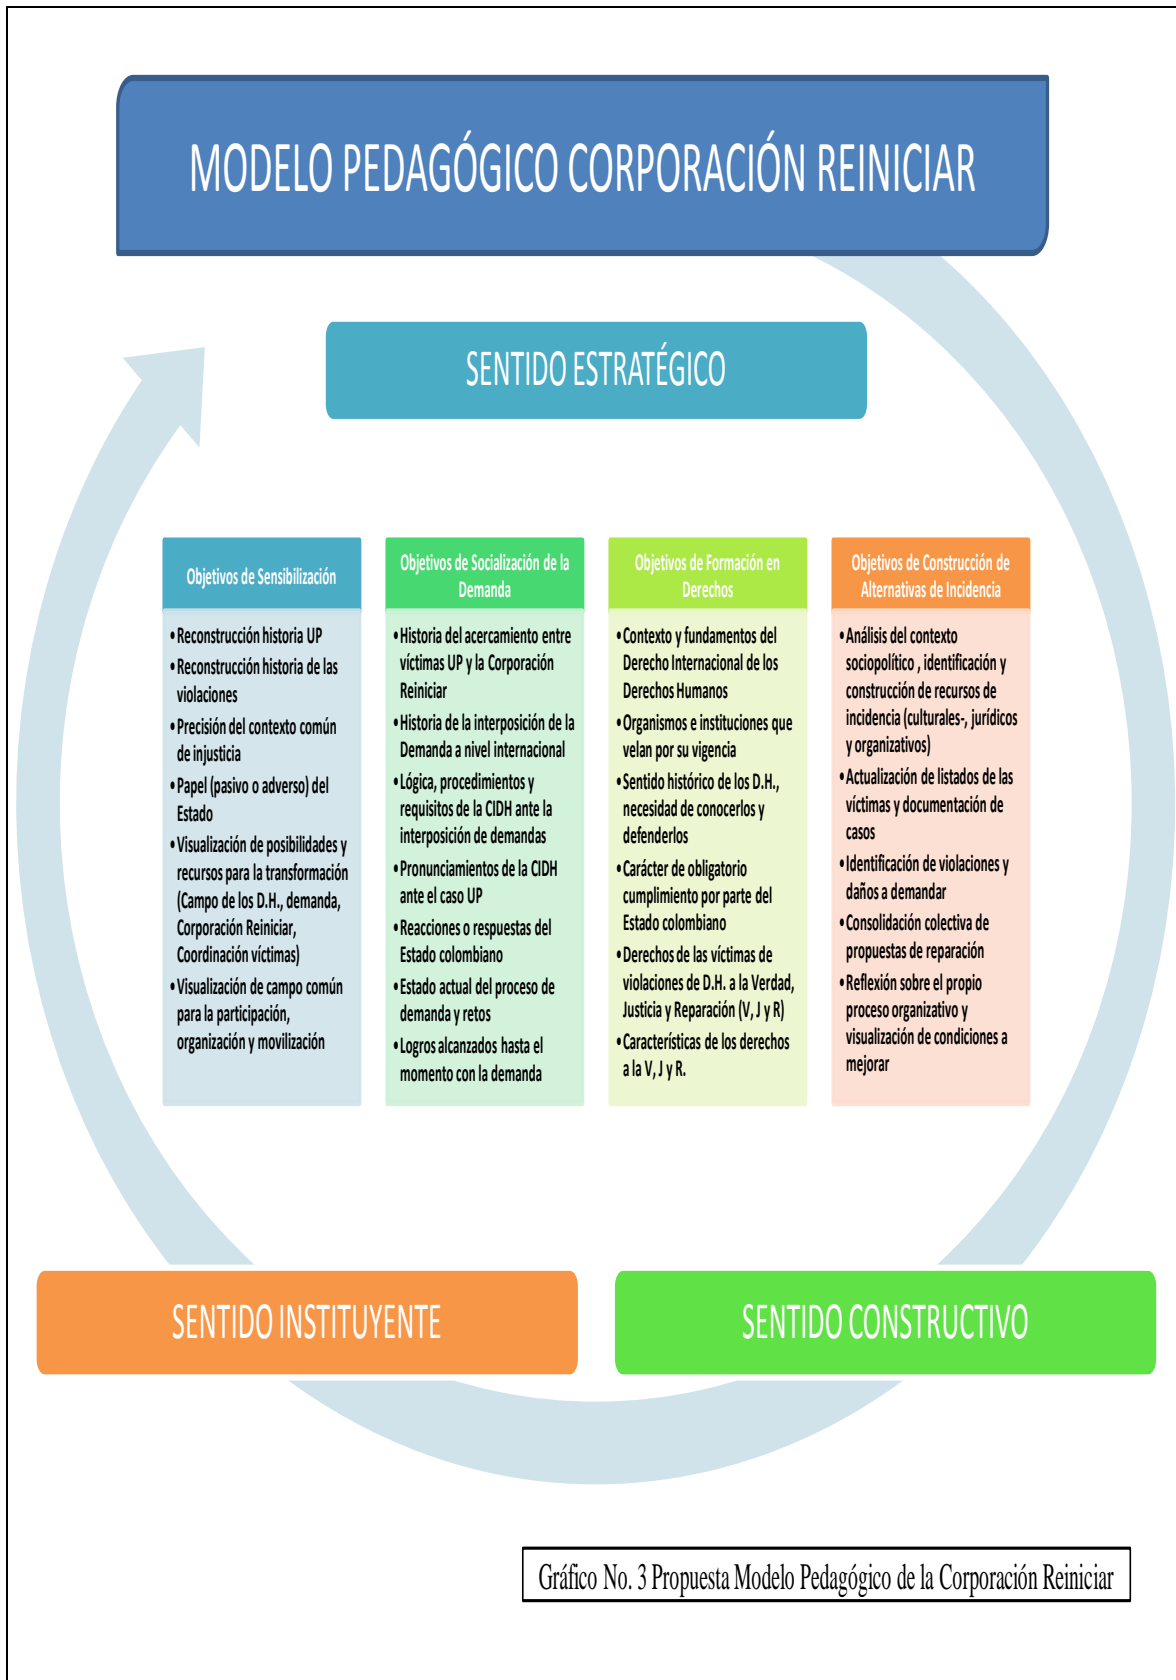 MODELO PEDAGÓGICO CORPORACIÓN REINICIAR
SENTIDO ESTRATÉGICO
Objetivos de Sensibilización
•Reconstrucción historia UP
•Reconstrucción historia de las
violaciones
•Precisión del contexto común
de injusticia
•Papel (pasivo o adverso) del
Estado
•Visualización de posibilidades y
recursos para la transformación
(Campo de los D.H., demanda,
Corporación Reiniciar,
Coordinación víctimas)
•Visualización de campo común
para la participación,
organización y movilización
Objetivos de Socialización de la
Demanda
•Historia del acercamiento entre
víctimas UP y la Corporación
Reiniciar
•Historia de la interposición de la
Demanda a nivel internacional
•Lógica, procedimientos y
requisitos de la CIDH ante la
interposición de demandas
•Pronunciamientos de la CIDH
ante el caso UP
•Reacciones o respuestas del
Estado colombiano
•Estado actual del proceso de
demanda y retos
•Logros alcanzados hasta el
momento con la demanda
Objetivos de Formación en
Derechos
•Contexto y fundamentos del
Derecho Internacional de los
Derechos Humanos
•Organismos e instituciones que
velan por su vigencia
•Sentido histórico de los D.H.,
necesidad de conocerlos y
defenderlos
•Carácter de obligatorio
cumplimiento por parte del
Estado colombiano
•Derechos de las víctimas de
violaciones de D.H. a la Verdad,
Justicia y Reparación (V, J y R)
•Características de los derechos
a la V, J y R.
Objetivos de Construcción de
Alternativas de Incidencia
•Análisis del contexto
sociopolítico , identificación y
construcción de recursos de
incidencia (culturales-, jurídicos
y organizativos)
•Actualización de listados de las
víctimas y documentación de
casos
•Identificación de violaciones y
daños a demandar
•Consolidación colectiva de
propuestas de reparación
•Reflexión sobre el propio
proceso organizativo y
visualización de condiciones a
mejorar
SENTIDO INSTITUYENTE
SENTIDO CONSTRUCTIVO
Gráfico No. 3 Propuesta Modelo Pedagógico de la Corporación Reiniciar